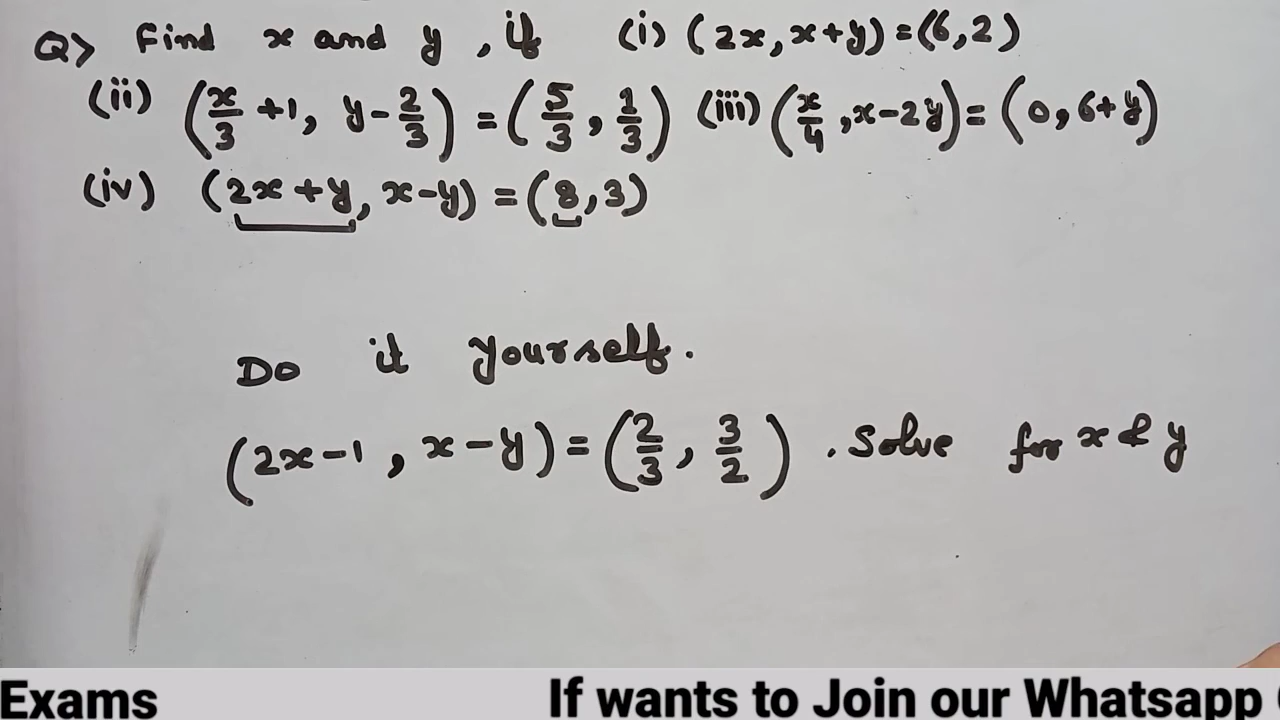 Q> Find x and y, if (i) (2x, x+y) = (6,2)
(ii) (x/3 +1, y-2/3) = (5/3, 1/3) (iii) (x/4, x-2y) = (0, 6+y)
(iv) (2x+y, x-y) = (8,3)
Do it yourself.
(2x-1, x-y) = (2/3, 3/2). Solve for x & y
Exams If wants to Join our Whatsapp